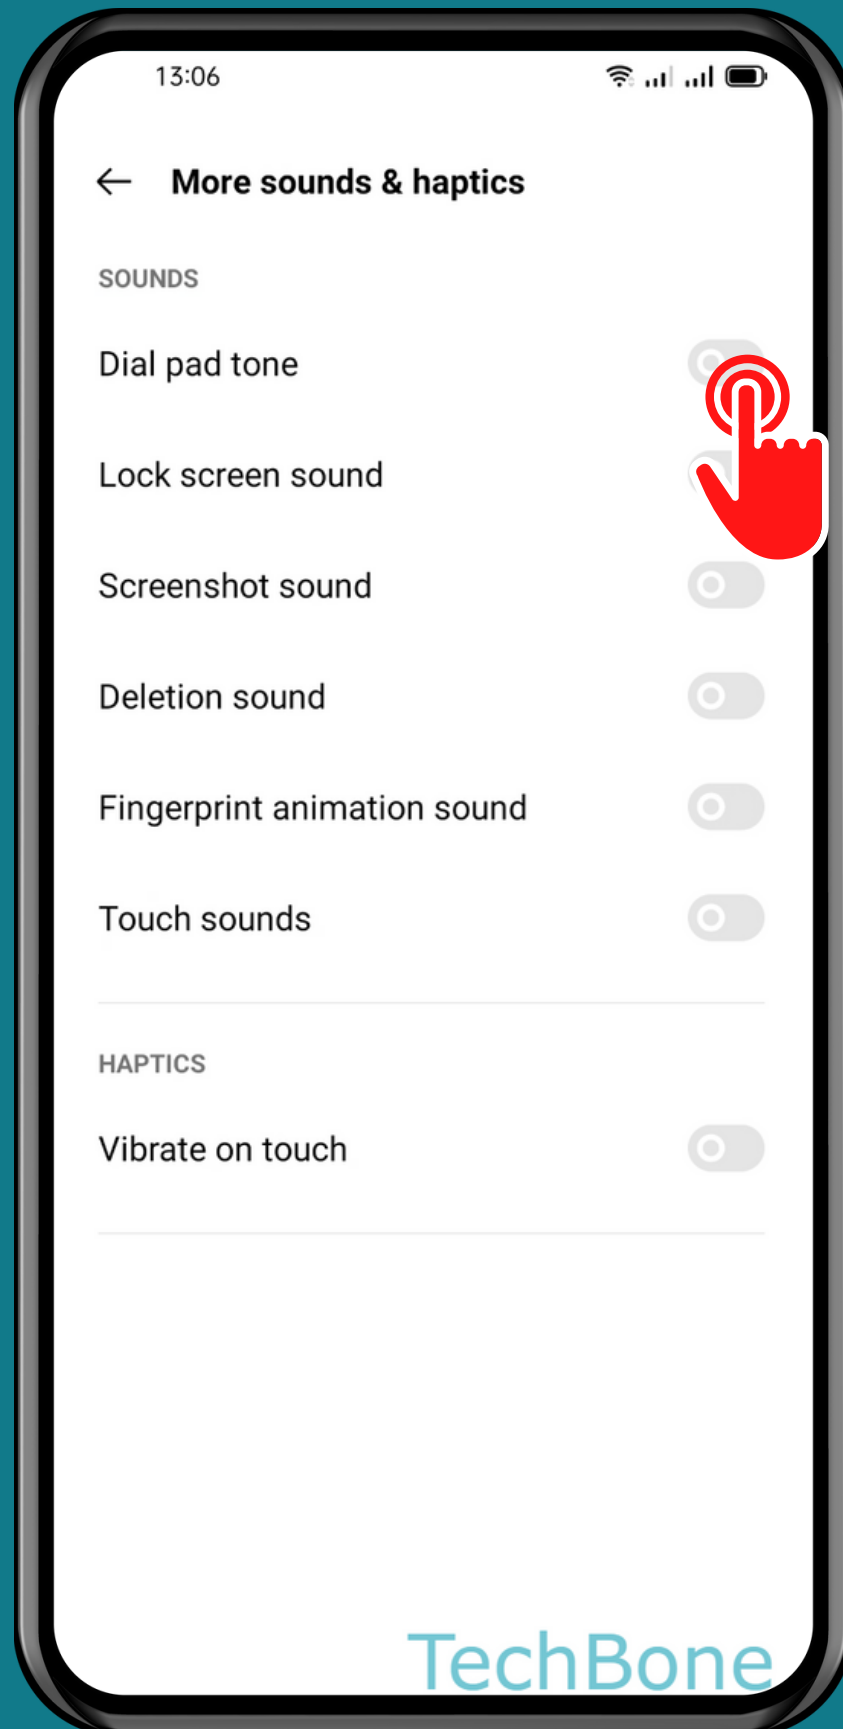 13:06
More sounds & haptics
SOUNDS
Dial pad tone
Lock screen sound
Screenshot sound
Deletion sound
Fingerprint animation sound
Touch sounds
HAPTICS
Vibrate on touch
TechBone